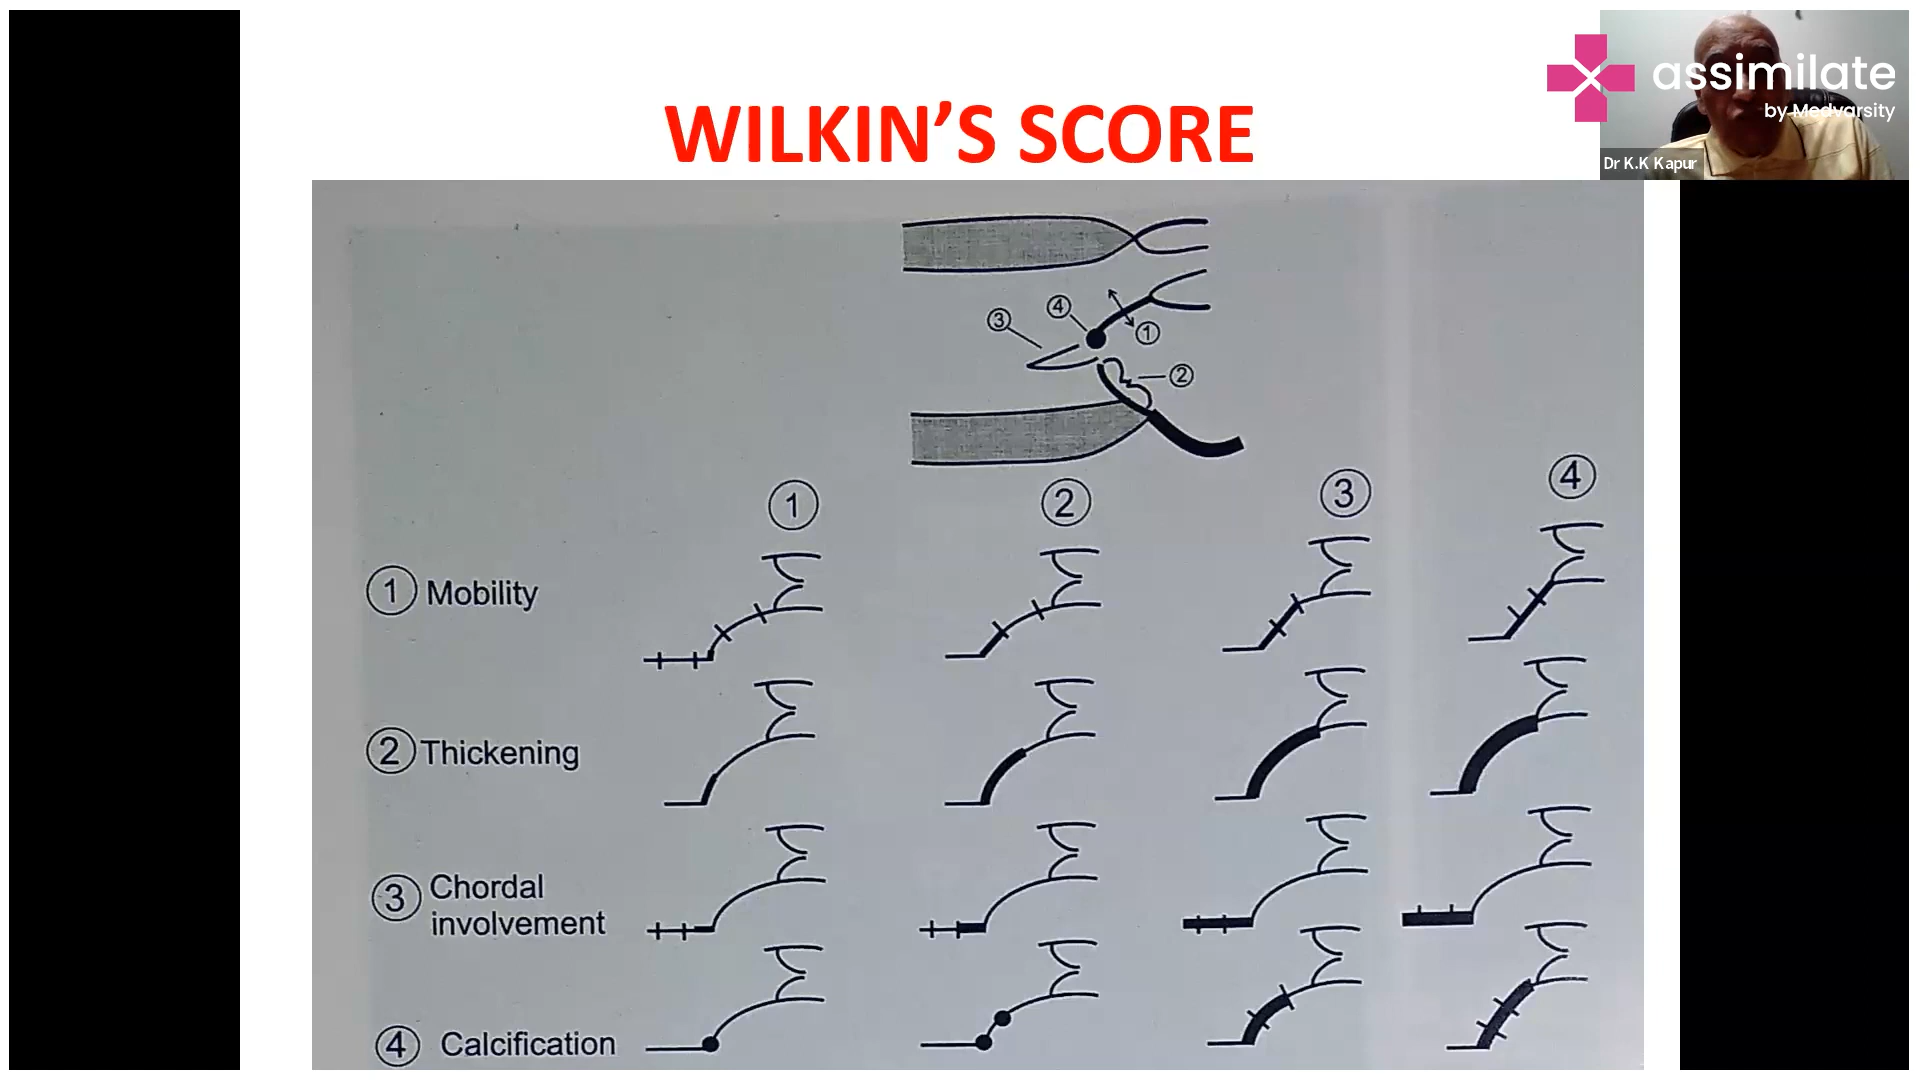 assimilate
by Medvarsity
Dr K.K Kapur
WILKIN’S SCORE
4
3
1
2
1 2 3 4
1 Mobility
2 Thickening
3 Chordal
involvement
4 Calcification